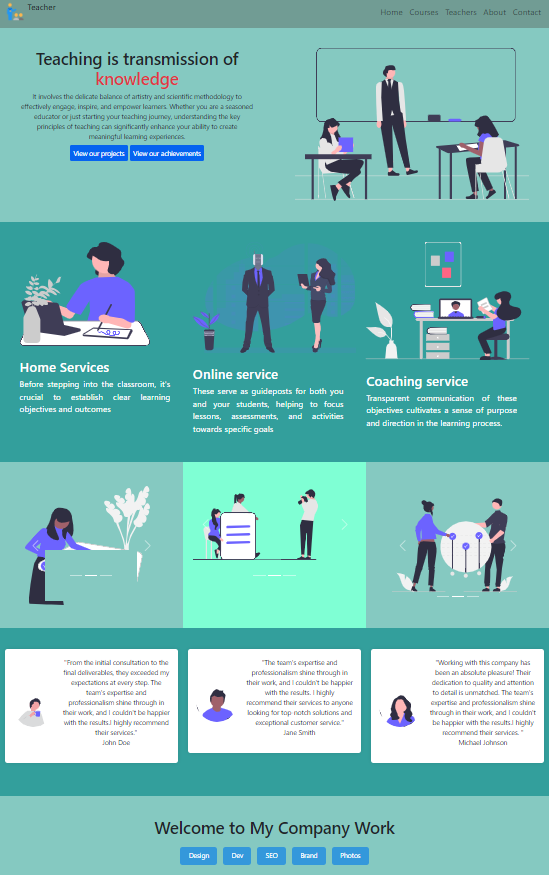 Teacher
Home Courses Teachers About Contact
Teaching is transmission of
knowledge
It involves the delicate balance of artistry and scientific methodology to
effectively engage, inspire, and empower learners. Whether you are a seasoned
educator or just starting your teaching journey, understanding the key
principles of teaching can significantly enhance your ability to create
meaningful learning experiences.
View our projects View our achievements
Home Services
Before stepping into the classroom, it's
crucial to establish clear learning
objectives and outcomes
Online service
These serve as guideposts for both you
and your students, helping to focus
lessons, assessments, and activities
towards specific goals
Coaching service
Transparent communication of these
objectives cultivates a sense of purpose
and direction in the learning process.
"From the initial consultation to the
final deliverables, they exceeded my
expectations at every step. The
team's expertise and
professionalism shine through in
their work, and I couldn't be happier
with the results.I highly recommend
their services."
John Doe
"The team's expertise and
professionalism shine through in
their work, and I couldn't be happier
with the results. I highly
recommend their services to anyone
looking for top-notch solutions and
exceptional customer service."
Jane Smith
"Working with this company has
been an absolute pleasure! Their
dedication to quality and attention
to detail is unmatched. The team's
expertise and professionalism shine
through in their work, and I couldn't
be happier with the results.I highly
recommend their services. "
Michael Johnson
Welcome to My Company Work
Design Dev SEO Brand Photos